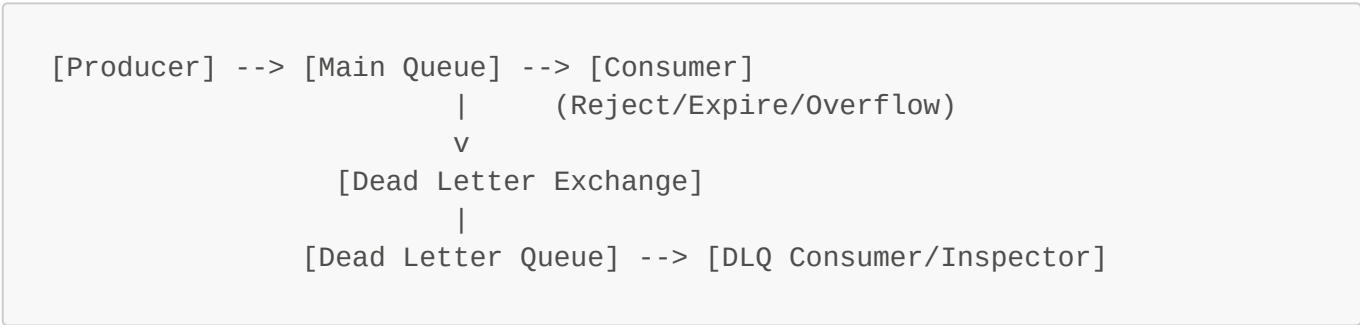 [Producer] --> [Main Queue] --> [Consumer]
| (Reject/Expire/Overflow)
v
[Dead Letter Exchange]
|
[Dead Letter Queue] --> [DLQ Consumer/Inspector]